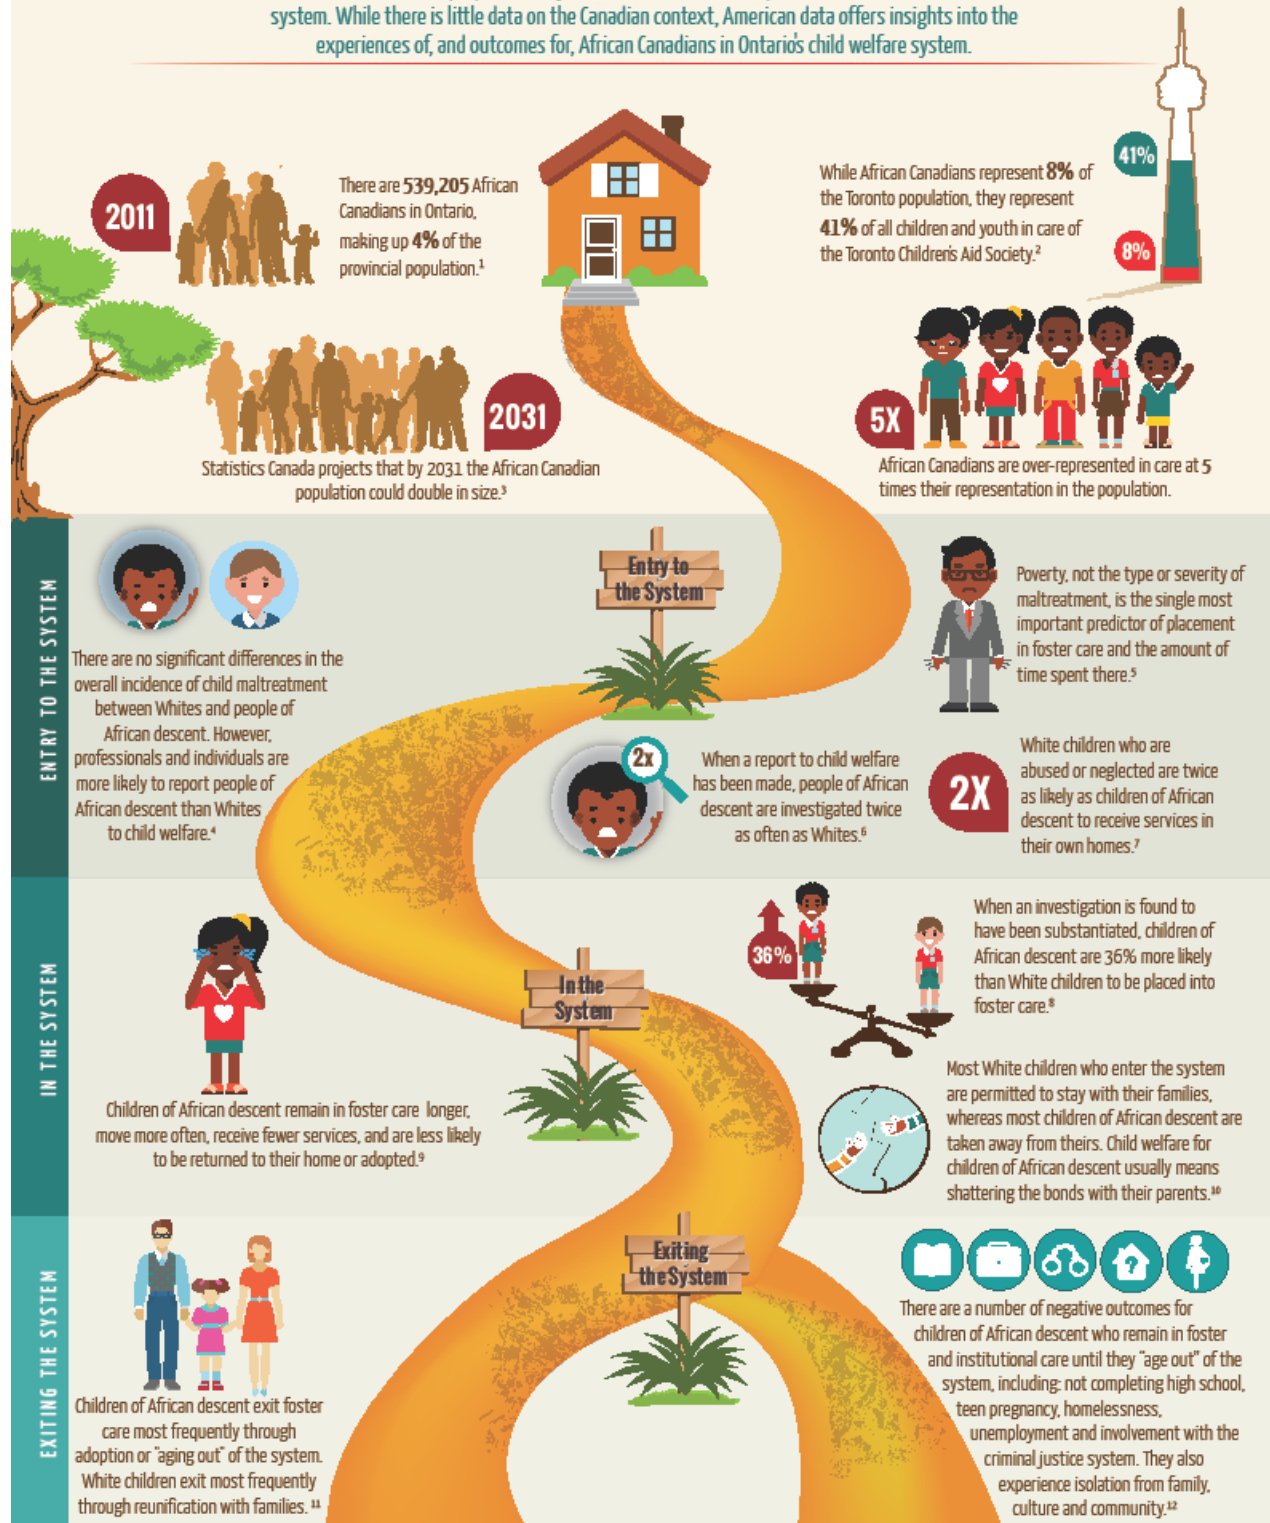 system. While there is little data on the Canadian context, American data offers insights into the
experiences of, and outcomes for, African Canadians in Ontario's child welfare system.
2011
There are 539,205 African
Canadians in Ontario,
making up 4% of the
provincial population.¹
While African Canadians represent 8% of
the Toronto population, they represent
41% of all children and youth in care of
the Toronto Children's Aid Society.²
41%
8%
2031
Statistics Canada projects that by 2031 the African Canadian
population could double in size.³
5X
African Canadians are over-represented in care at 5
times their representation in the population.
ENTRY TO THE SYSTEM
Entry to
the System
There are no significant differences in the
overall incidence of child maltreatment
between Whites and people of
African descent. However,
professionals and individuals are
more likely to report people of
African descent than Whites
to child welfare.⁴
Poverty, not the type or severity of
maltreatment, is the single most
important predictor of placement
in foster care and the amount of
time spent there.⁵
2x
When a report to child welfare
has been made, people of African
descent are investigated twice
as often as Whites.⁶
2X
White children who are
abused or neglected are twice
as likely as children of African
descent to receive services in
their own homes.⁷
IN THE SYSTEM
In the
System
36%
When an investigation is found to
have been substantiated, children of
African descent are 36% more likely
than White children to be placed into
foster care.⁸
Children of African descent remain in foster care longer,
move more often, receive fewer services, and are less likely
to be returned to their home or adopted.⁹
Most White children who enter the system
are permitted to stay with their families,
whereas most children of African descent are
taken away from theirs. Child welfare for
children of African descent usually means
shattering the bonds with their parents.¹⁰
EXITING THE SYSTEM
Exiting
the System
Children of African descent exit foster
care most frequently through
adoption or "aging out" of the system.
White children exit most frequently
through reunification with families. ¹¹
?
There are a number of negative outcomes for
children of African descent who remain in foster
and institutional care until they "age out" of the
system, including: not completing high school,
teen pregnancy, homelessness,
unemployment and involvement with the
criminal justice system. They also
experience isolation from family,
culture and community.¹²